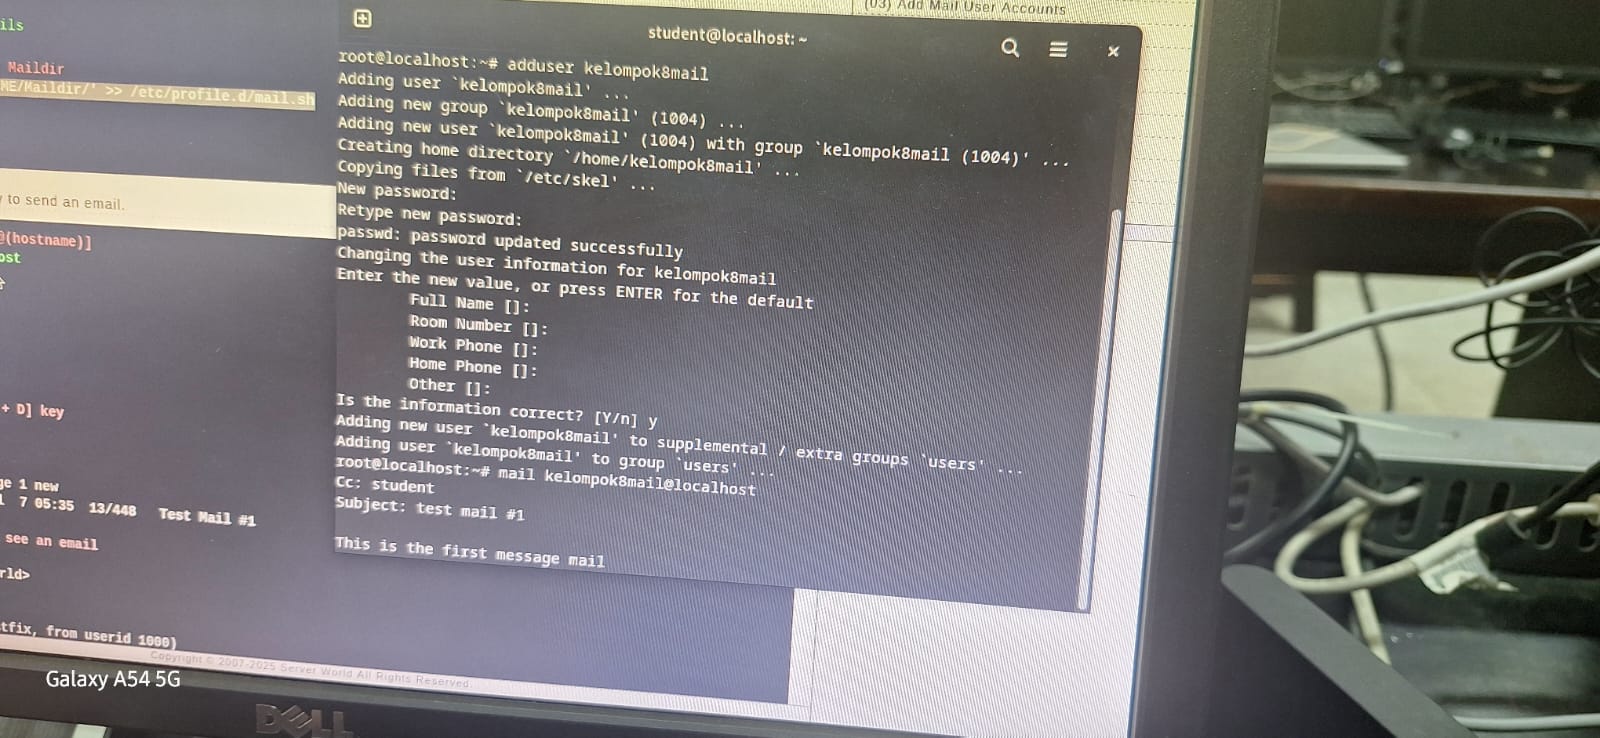 (03) Add Mail User Accounts
student@localhost: ~
root@localhost:~# adduser kelompok8mail
Adding user `kelompok8mail' ...
Adding new group `kelompok8mail' (1004) ...
Adding new user `kelompok8mail' (1004) with group `kelompok8mail (1004)' ...
Creating home directory `/home/kelompok8mail' ...
Copying files from `/etc/skel' ...
New password:
Retype new password:
passwd: password updated successfully
Changing the user information for kelompok8mail
Enter the new value, or press ENTER for the default
Full Name []:
Room Number []:
Work Phone []:
Home Phone []:
Other []:
Is the information correct? [Y/n] y
Adding new user `kelompok8mail' to supplemental / extra groups `users' ...
Adding user `kelompok8mail' to group `users' ...
root@localhost:~# mail kelompok8mail@localhost
Cc: student
Subject: test mail #1
This is the first message mail
ils
Maildir
ME/Maildir/' >> /etc/profile.d/mail.sh
to send an email.
@(hostname)]
ost
+ D] key
ge 1 new
7 05:35 13/448 Test Mail #1
see an email
rld>
tfix, from userid 1000)
Copyright © 2007-2025 Server World All Rights Reserved.
Galaxy A54 5G
DELL